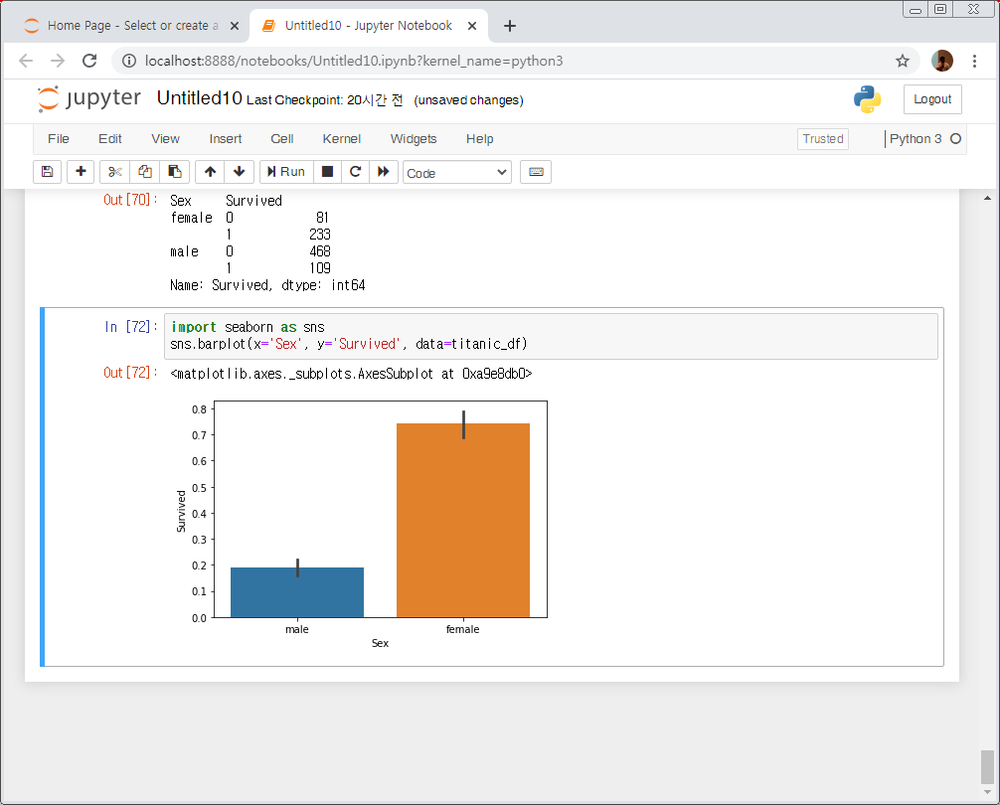 Home Page - Select or create a
Untitled10 - Jupyter Notebook
localhost:8888/notebooks/Untitled10.ipynb?kernel_name=python3
jupyter Untitled10 Last Checkpoint: 20시간 전 (unsaved changes)
Logout
File Edit View Insert Cell Kernel Widgets Help
Trusted
Python 3
Run
Code
Out[70]: Sex Survived
female 0 81
1 233
male 0 468
1 109
Name: Survived, dtype: int64
In [72]: import seaborn as sns
sns.barplot(x='Sex', y='Survived', data=titanic_df)
Out[72]: <matplotlib.axes._subplots.AxesSubplot at 0xa9e8db0>
0.8
0.7
0.6
0.5
0.4
0.3
0.2
0.1
0.0
Survived
male female
Sex